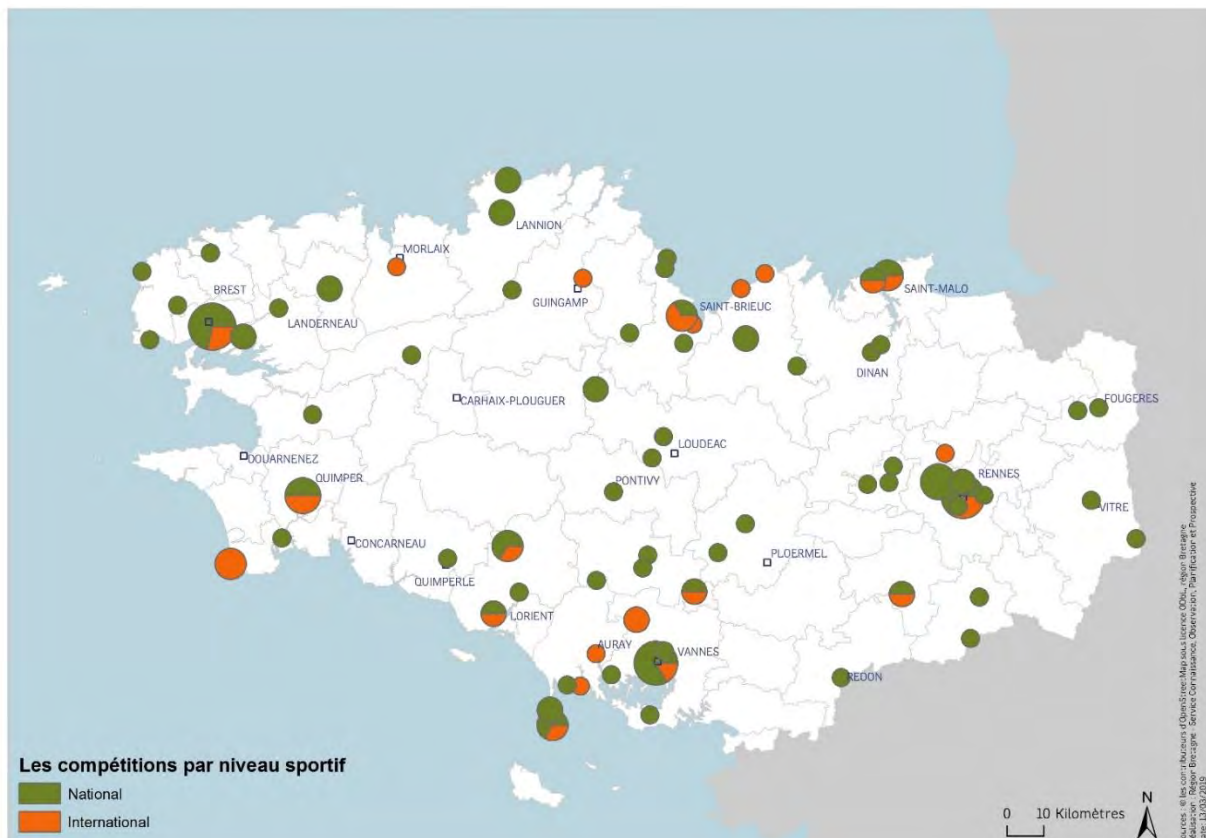 LANNION
MORLAIX
GUINGAMP
BREST
LANDERNEAU
SAINT-BRIEUC
SAINT-MALO
DINAN
CARHAIX-PLOUGUER
FOUGERES
LOUDEAC
DOUARNENEZ
QUIMPER
PONTIVY
RENNES
VITRE
CONCARNEAU
QUIMPERLE
PLOERMEL
LORIENT
AURAY
VANNES
REDON
Les compétitions par niveau sportif
National
International
0 10 Kilomètres
N